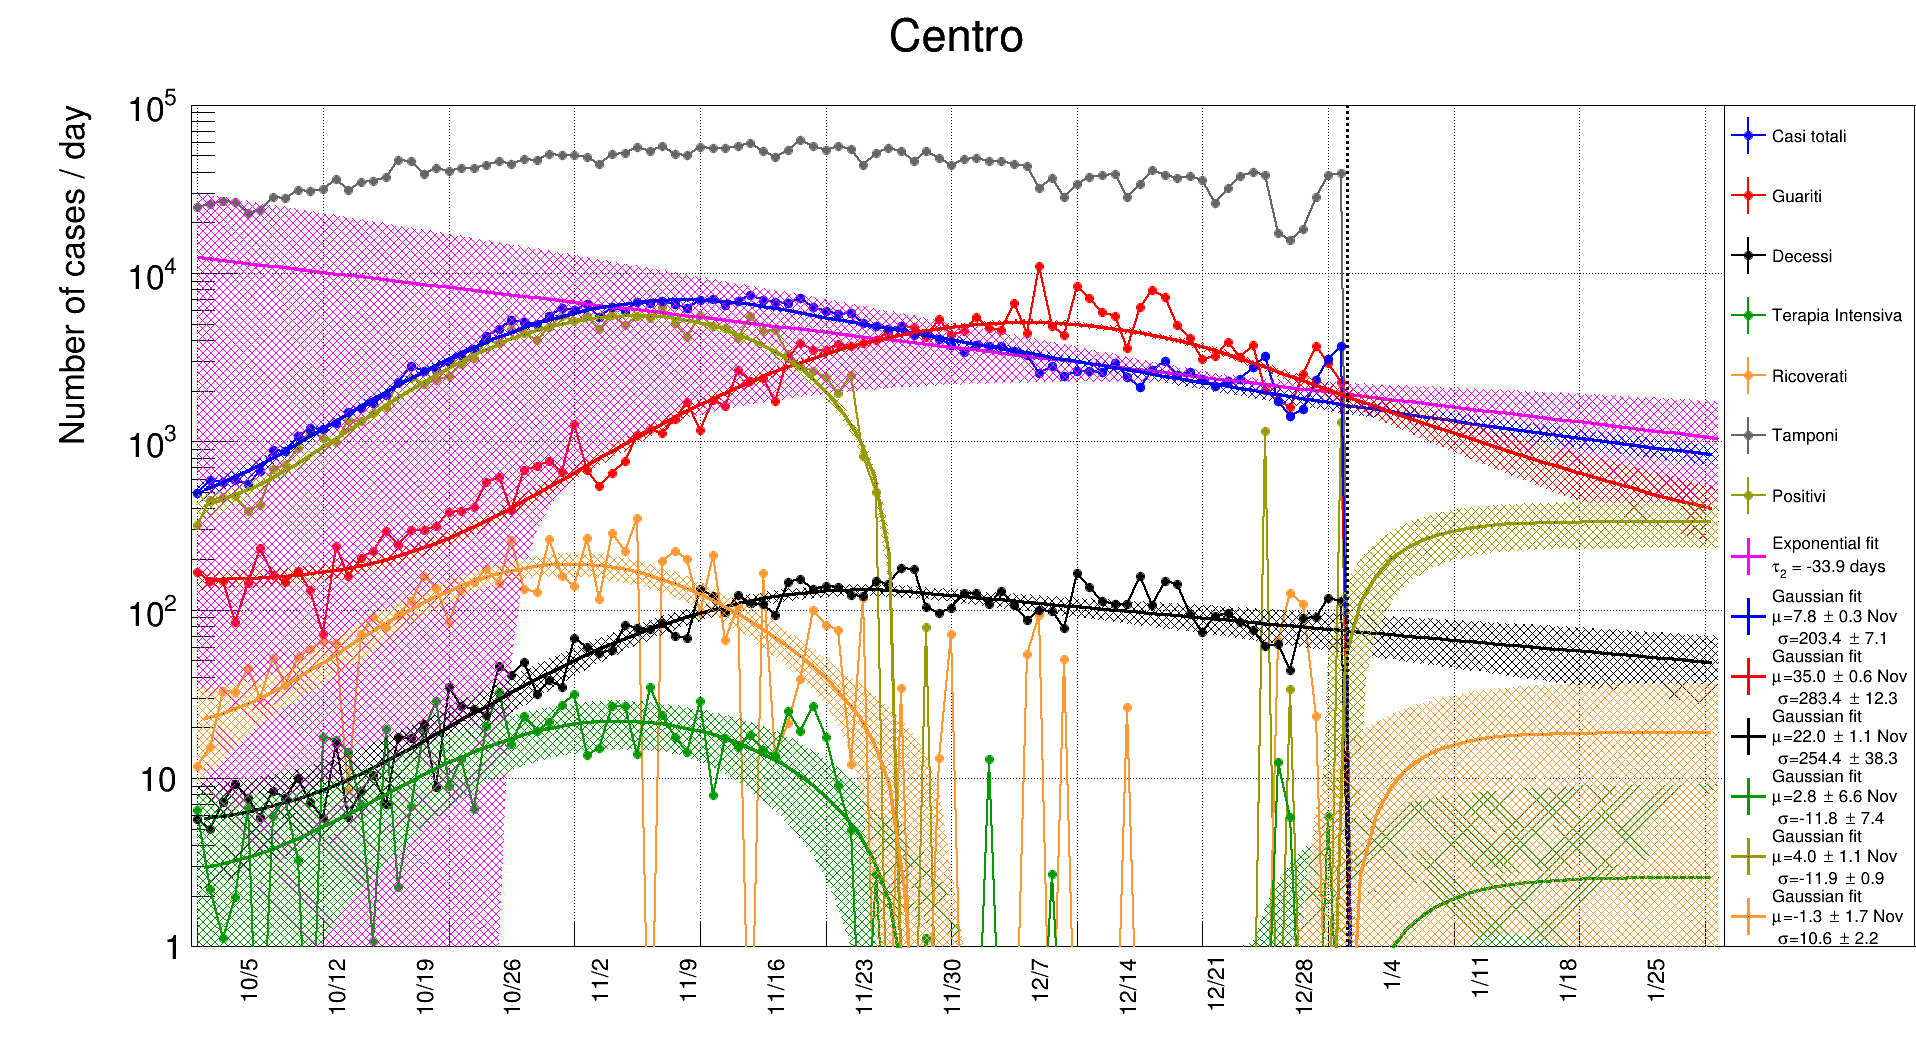 Centro
Number of cases / day
10^5
10^4
10^3
10^2
10
1
10/5
10/12
10/19
10/26
11/2
11/9
11/16
11/23
11/30
12/7
12/14
12/21
12/28
1/4
1/11
1/18
1/25
Casi totali
Guariti
Decessi
Terapia Intensiva
Ricoverati
Tamponi
Positivi
Exponential fit
τ₂ = -33.9 days
Gaussian fit
μ=7.8 ± 0.3 Nov
σ=203.4 ± 7.1
Gaussian fit
μ=35.0 ± 0.6 Nov
σ=283.4 ± 12.3
Gaussian fit
μ=22.0 ± 1.1 Nov
σ=254.4 ± 38.3
Gaussian fit
μ=2.8 ± 6.6 Nov
σ=-11.8 ± 7.4
Gaussian fit
μ=4.0 ± 1.1 Nov
σ=-11.9 ± 0.9
Gaussian fit
μ=-1.3 ± 1.7 Nov
σ=10.6 ± 2.2